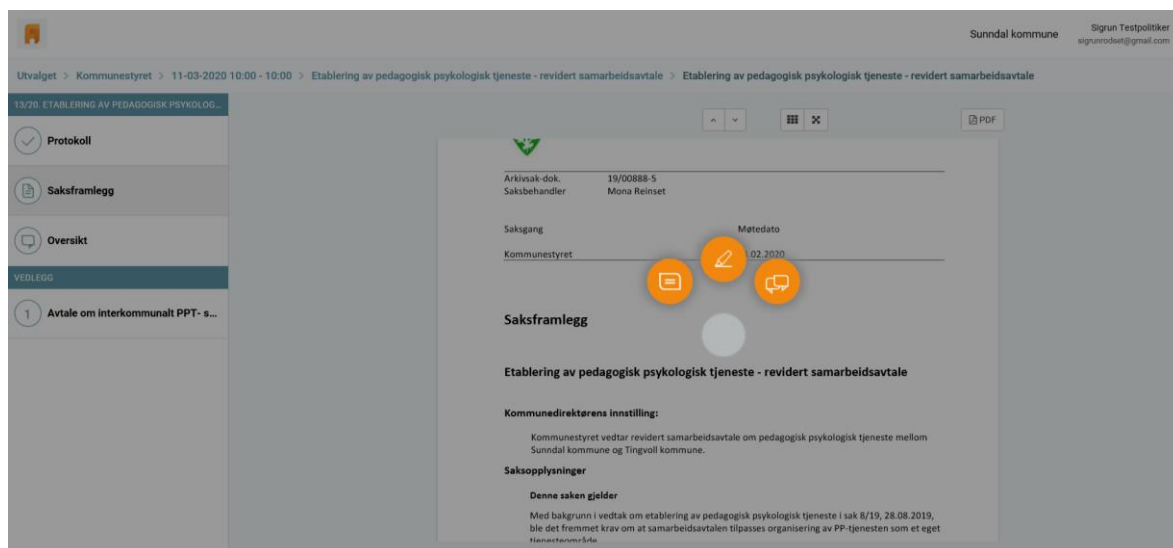 Sunndal kommune
Sigrun Testpolitiker
sigrunrodset@gmail.com
Utvalget > Kommunestyret > 11-03-2020 10:00 - 10:00 > Etablering av pedagogisk psykologisk tjeneste - revidert samarbeidsavtale > Etablering av pedagogisk psykologisk tjeneste - revidert samarbeidsavtale
13/20. ETABLERING AV PEDAGOGISK PSYKOLOG...
Protokoll
Saksframlegg
Oversikt
VEDLEGG
1 Avtale om interkommunalt PPT- s...
PDF
Arkivsak-dok. 19/00888-5
Saksbehandler Mona Reinset
Saksgang Møtedato
Kommunestyret 02.2020
Saksframlegg
Etablering av pedagogisk psykologisk tjeneste - revidert samarbeidsavtale
Kommunedirektørens innstilling:
Kommunestyret vedtar revidert samarbeidsavtale om pedagogisk psykologisk tjeneste mellom
Sunndal kommune og Tingvoll kommune.
Saksopplysninger
Denne saken gjelder
Med bakgrunn i vedtak om etablering av pedagogisk psykologisk tjeneste i sak 8/19, 28.08.2019,
ble det fremmet krav om at samarbeidsavtalen tilpasses organisering av PP-tjenesten som et eget
tjenesteområde